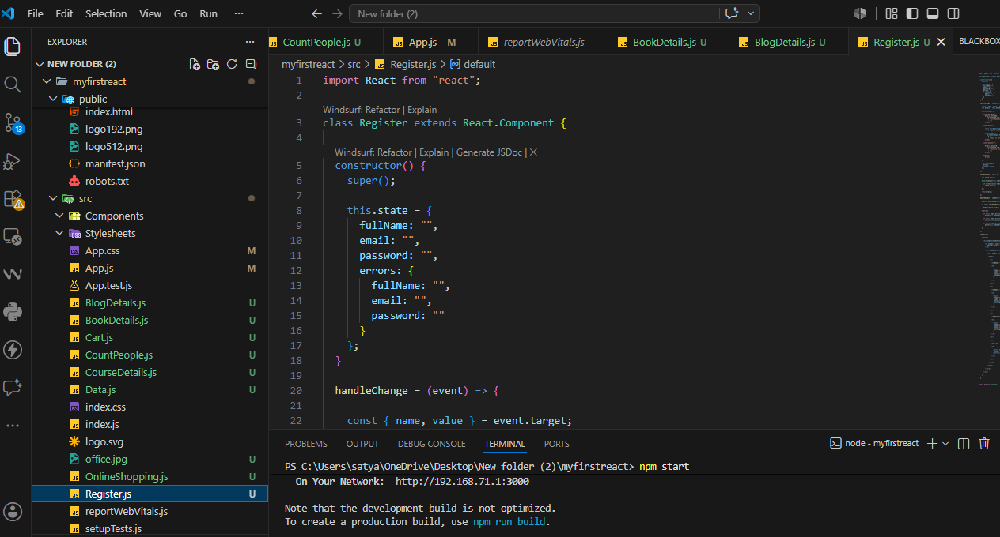 File Edit Selection View Go Run ··· New folder (2)
EXPLORER ···
NEW FOLDER (2)
myfirstreact
public
index.html
logo192.png
logo512.png
manifest.json
robots.txt
src
Components
Stylesheets
App.css M
App.js M
App.test.js
BlogDetails.js U
BookDetails.js U
Cart.js U
CountPeople.js U
CourseDetails.js U
Data.js U
index.css
index.js
logo.svg
office.jpg U
OnlineShopping.js U
Register.js U
reportWebVitals.js
setupTests.js
13
CountPeople.js U App.js M reportWebVitals.js BookDetails.js U BlogDetails.js U Register.js U BLACKBOX
myfirstreact > src > Register.js > default
1 import React from "react";
2
Windsurf: Refactor | Explain
3 class Register extends React.Component {
4
Windsurf: Refactor | Explain | Generate JSDoc | ×
5 constructor() {
6 super();
7
8 this.state = {
9 fullName: "",
10 email: "",
11 password: "",
12 errors: {
13 fullName: "",
14 email: "",
15 password: ""
16 }
17 };
18 }
19
20 handleChange = (event) => {
21
22 const { name, value } = event.target;
PROBLEMS OUTPUT DEBUG CONSOLE TERMINAL PORTS node - myfirstreact
PS C:\Users\satya\OneDrive\Desktop\New folder (2)\myfirstreact> npm start
On Your Network: http://192.168.71.1:3000
Note that the development build is not optimized.
To create a production build, use npm run build.